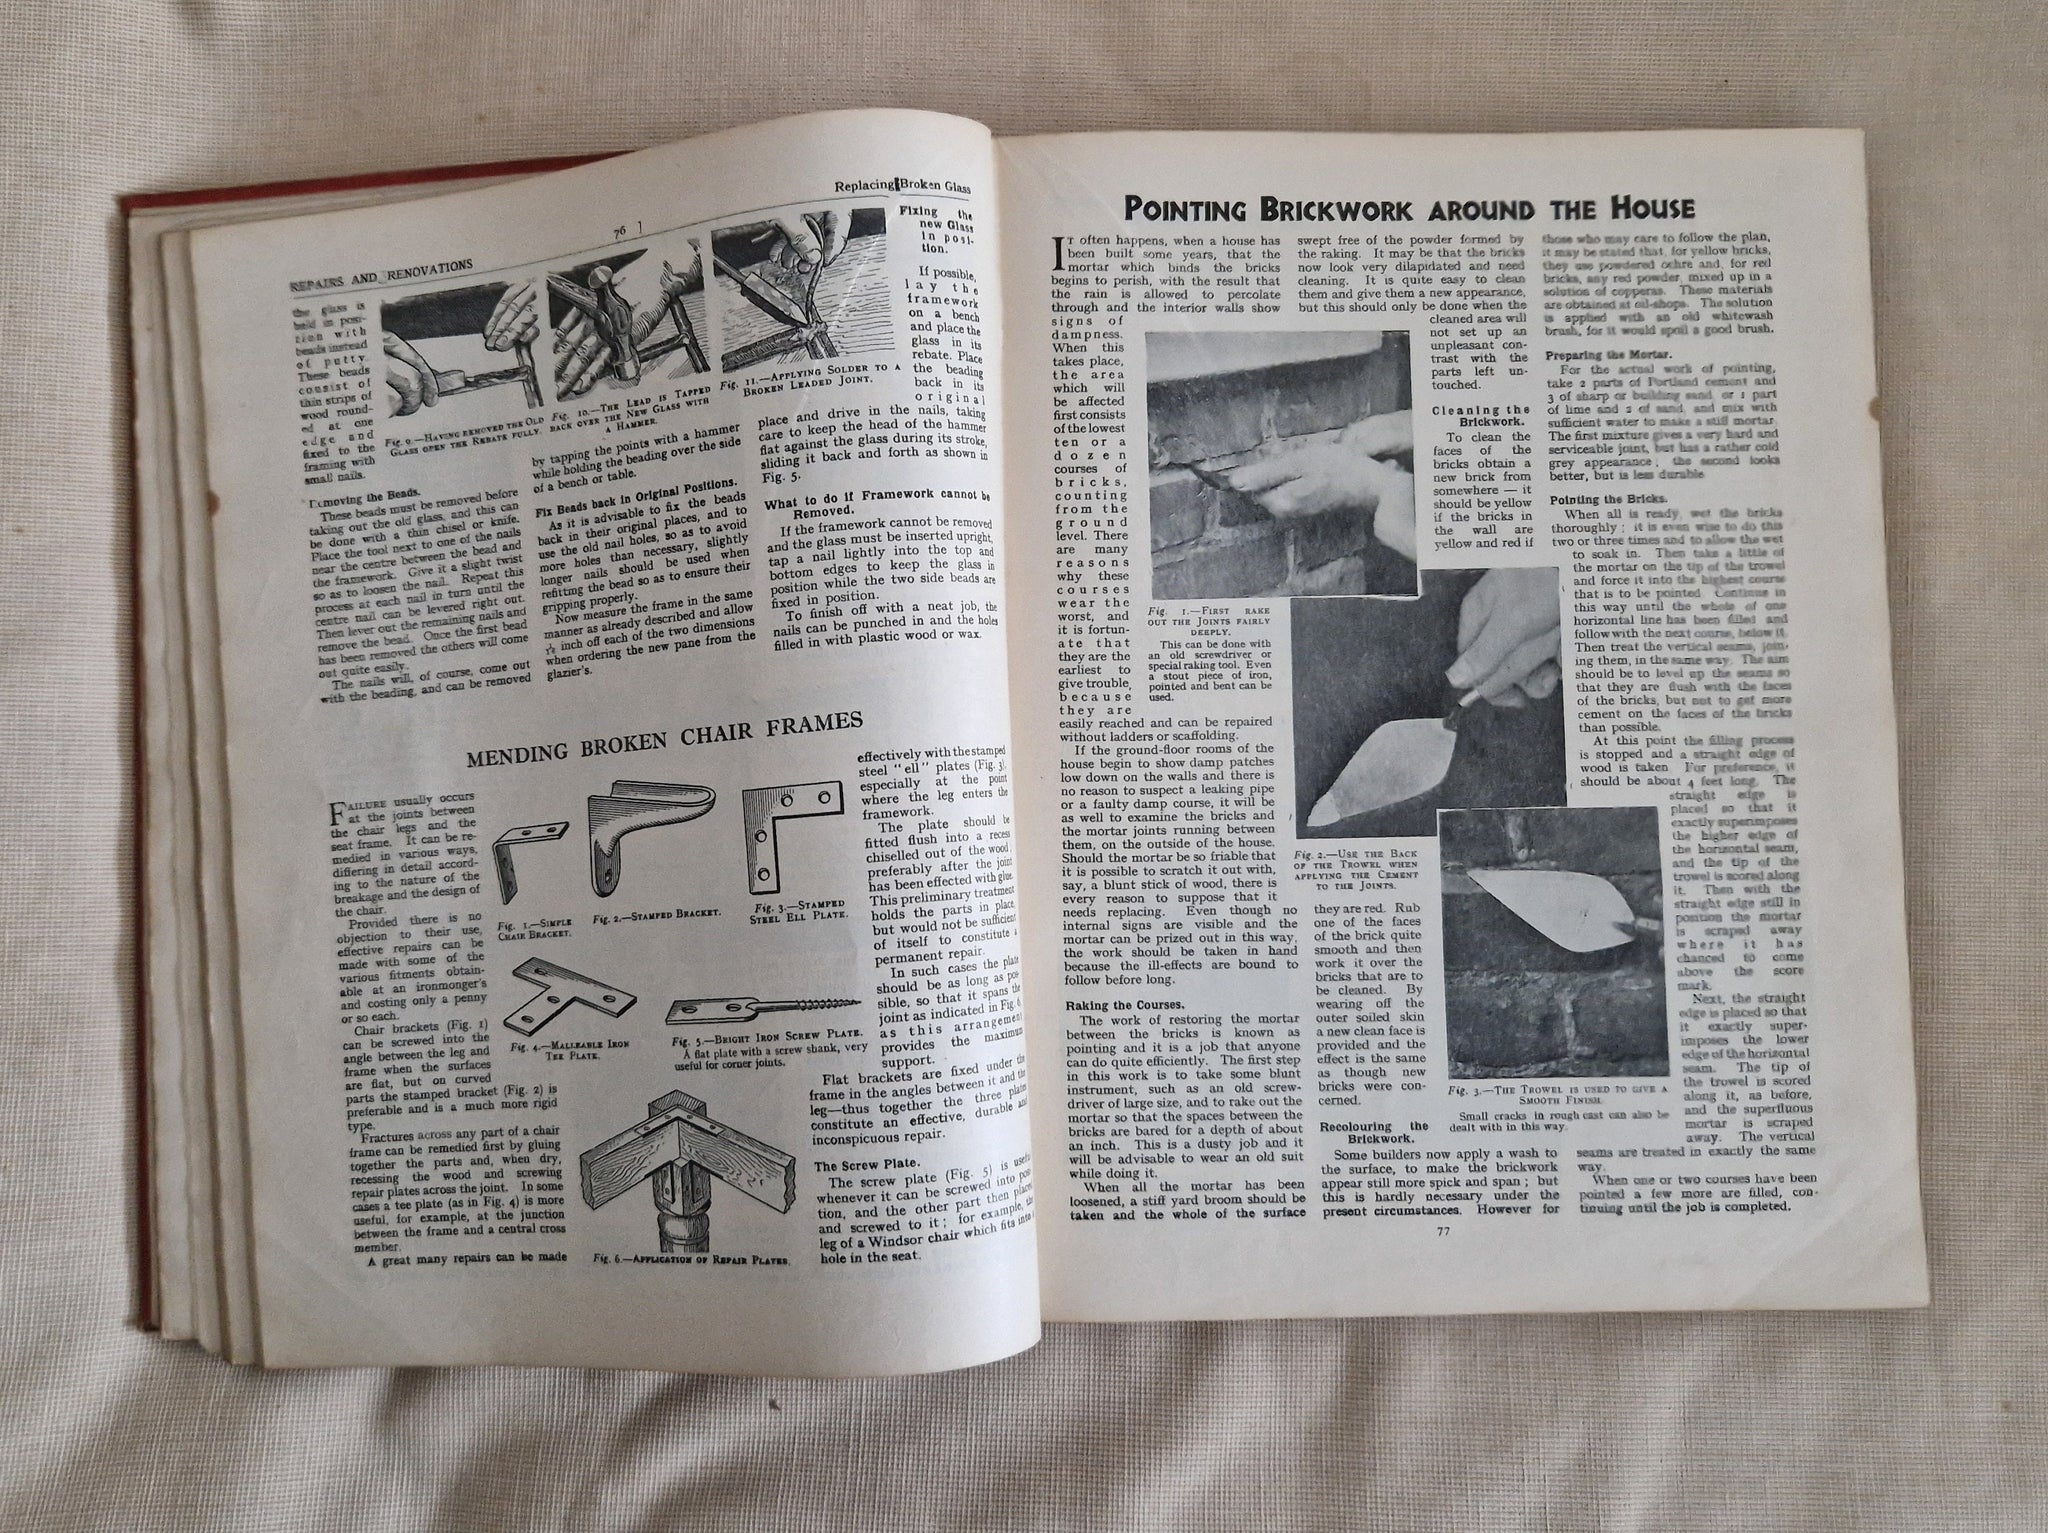 REPAIRS AND RENOVATIONS
76
Replacing Broken Glass
the glass is
held in posi-
tion with
beads instead
of putty.
These beads
consist of
thin strips of
wood round-
ed at one
edge and
fixed to the
framing with
small nails.
Removing the Beads.
These beads must be removed before
taking out the old glass, and this can
be done with a thin chisel or knife.
Place the tool next to one of the nails
near the centre between the bead and
the framework. Give it a slight twist
so as to loosen the nail. Repeat this
process at each nail in turn until the
centre nail can be levered right out.
Then lever out the remaining nails and
remove the bead. Once the first bead
has been removed the others will come
out quite easily.
The nails will, of course, come out
with the beading, and can be removed
Fig. 9.—HAVING REMOVED THE OLD
GLASS OPEN THE REBATE FULLY.
Fig. 10.—THE LEAD IS TAPPED
BACK OVER THE NEW GLASS WITH
A HAMMER.
Fig. 11.—APPLYING SOLDER TO A
BROKEN LEADED JOINT.
by tapping the points with a hammer
while holding the beading over the side
of a bench or table.
Fix Beads back in Original Positions.
As it is advisable to fix the beads
back in their original places, and to
use the old nail holes, so as to avoid
more holes than necessary, slightly
longer nails should be used when
refitting the bead so as to ensure their
gripping properly.
Now measure the frame in the same
manner as already described and allow
inch off each of the two dimensions
when ordering the new pane from the
glazier's.
Fixing the
new Glass
in posi-
tion.
If possible,
lay the
framework
on a bench
and place the
glass in its
rebate. Place
the beading
back in its
original
place and drive in the nails, taking
care to keep the head of the hammer
flat against the glass during its stroke,
sliding it back and forth as shown in
Fig. 5.
What to do if Framework cannot be
Removed.
If the framework cannot be removed
and the glass must be inserted upright,
tap a nail lightly into the top and
bottom edges to keep the glass in
position while the two side beads are
fixed in position.
To finish off with a neat job, the
nails can be punched in and the holes
filled in with plastic wood or wax.
MENDING BROKEN CHAIR FRAMES
FAILURE usually occurs
at the joints between
the chair legs and the
seat frame. It can be re-
medied in various ways,
differing in detail accord-
ing to the nature of the
breakage and the design of
the chair.
Provided there is no
objection to their use,
effective repairs can be
made with some of the
various fitments obtain-
able at an ironmonger's
and costing only a penny
or so each.
Chair brackets (Fig. 1)
can be screwed into the
angle between the leg and
frame when the surfaces
are flat, but on curved
parts the stamped bracket (Fig. 2) is
preferable and is a much more rigid
type.
Fractures across any part of a chair
frame can be remedied first by gluing
together the parts and, when dry,
recessing the wood and screwing
repair plates across the joint. In some
cases a tee plate (as in Fig. 4) is more
useful, for example, at the junction
between the frame and a central cross
member.
A great many repairs can be made
Fig. 1.—SIMPLE
CHAIR BRACKET.
Fig. 2.—STAMPED BRACKET.
Fig. 3.—STAMPED
STEEL ELL PLATE.
Fig. 4.—MALLEABLE IRON
TEE PLATE.
Fig. 5.—BRIGHT IRON SCREW PLATE.
A flat plate with a screw shank, very
useful for corner joints.
Fig. 6.—APPLICATION OF REPAIR PLATES.
effectively with the stamped
steel "ell" plates (Fig. 3),
especially at the point
where the leg enters the
framework.
The plate should be
fitted flush into a recess
chiselled out of the wood,
preferably after the joint
has been effected with glue.
This preliminary treatment
holds the parts in place,
but would not be sufficient
of itself to constitute a
permanent repair.
In such cases the plate
should be as long as pos-
sible, so that it spans the
joint as indicated in Fig. 6,
as this arrangement
provides the maximum
support.
Flat brackets are fixed under the
frame in the angles between it and the
leg—thus together the three plates
constitute an effective, durable and
inconspicuous repair.
The Screw Plate.
The screw plate (Fig. 5) is useful
whenever it can be screwed into posi-
tion, and the other part then placed
and screwed to it; for example, the
leg of a Windsor chair which fits into
hole in the seat.
POINTING BRICKWORK AROUND THE HOUSE
IT often happens, when a house has
been built some years, that the
mortar which binds the bricks
begins to perish, with the result that
the rain is allowed to percolate
through and the interior walls show
signs of
dampness.
When this
takes place,
the area
which will
be affected
first consists
of the lowest
ten or a
dozen
courses of
bricks,
counting
from the
ground
level. There
are many
reasons
why these
courses
wear the
worst, and
it is fortun-
ate that
they are the
earliest to
give trouble,
because
they are
easily reached and can be repaired
without ladders or scaffolding.
If the ground-floor rooms of the
house begin to show damp patches
low down on the walls and there is
no reason to suspect a leaking pipe
or a faulty damp course, it will be
as well to examine the bricks and
the mortar joints running between
them, on the outside of the house.
Should the mortar be so friable that
it is possible to scratch it out with,
say, a blunt stick of wood, there is
every reason to suppose that it
needs replacing. Even though no
internal signs are visible and the
mortar can be prized out in this way,
the work should be taken in hand
because the ill-effects are bound to
follow before long.
Raking the Courses.
The work of restoring the mortar
between the bricks is known as
pointing and it is a job that anyone
can do quite efficiently. The first step
in this work is to take some blunt
instrument, such as an old screw-
driver of large size, and to rake out the
mortar so that the spaces between the
bricks are bared for a depth of about
an inch. This is a dusty job and it
will be advisable to wear an old suit
while doing it.
When all the mortar has been
loosened, a stiff yard broom should be
taken and the whole of the surface
swept free of the powder formed by
the raking. It may be that the bricks
now look very dilapidated and need
cleaning. It is quite easy to clean
them and give them a new appearance,
but this should only be done when the
cleaned area will
not set up an
unpleasant con-
trast with the
parts left un-
touched.
Cleaning the
Brickwork.
To clean the
faces of the
bricks obtain a
new brick from
somewhere — it
should be yellow
if the bricks in
the wall are
yellow and red if
Fig. 1.—FIRST RAKE
OUT THE JOINTS FAIRLY
DEEPLY.
This can be done with
an old screwdriver or
special raking tool. Even
a stout piece of iron,
pointed and bent can be
used.
Fig. 2.—USE THE BACK
OF THE TROWEL WHEN
APPLYING THE CEMENT
TO THE JOINTS.
they are red. Rub
one of the faces
of the brick quite
smooth and then
work it over the
bricks that are to
be cleaned. By
wearing off the
outer soiled skin
a new clean face is
provided and the
effect is the same
as though new
bricks were con-
cerned.
Recolouring the
Brickwork.
Some builders now apply a wash to
the surface, to make the brickwork
appear still more spick and span; but
this is hardly necessary under the
present circumstances. However for
Fig. 3.—THE TROWEL IS USED TO GIVE A
SMOOTH FINISH.
Small cracks in rough cast can also be
dealt with in this way.
those who may care to follow the plan,
it may be stated that, for yellow bricks,
they use powdered ochre and, for red
bricks, any red powder, mixed up in a
solution of copperas. These materials
are obtained at oil-shops. The solution
is applied with an old whitewash
brush, for it would spoil a good brush.
Preparing the Mortar.
For the actual work of pointing,
take 2 parts of Portland cement and
3 of sharp or building sand, or 1 part
of lime and 2 of sand, and mix with
sufficient water to make a stiff mortar.
The first mixture gives a very hard and
serviceable joint, but has a rather cold
grey appearance; the second looks
better, but is less durable.
Pointing the Bricks.
When all is ready, wet the bricks
thoroughly; it is even wise to do this
two or three times and to allow the wet
to soak in. Then take a little of
the mortar on the tip of the trowel
and force it into the highest course
that is to be pointed. Continue in
this way until the whole of one
horizontal line has been filled and
follow with the next course, below it.
Then treat the vertical seams, join-
ing them, in the same way. The aim
should be to level up the seams so
that they are flush with the faces
of the bricks, but not to get more
cement on the faces of the bricks
than possible.
At this point the filling process
is stopped and a straight edge of
wood is taken. For preference, it
should be about 4 feet long. The
straight edge is
placed so that it
exactly superimposes
the higher edge of
the horizontal seam,
and the tip of the
trowel is scored along
it. Then with the
straight edge still in
position the mortar
is scraped away
where it has
chanced to come
above the score
mark.
Next, the straight
edge is placed so that
it exactly super-
imposes the lower
edge of the horizontal
seam. The tip of
the trowel is scored
along it, as before,
and the superfluous
mortar is scraped
away. The vertical
seams are treated in exactly the same
way.
When one or two courses have been
pointed a few more are filled, con-
tinuing until the job is completed.
77